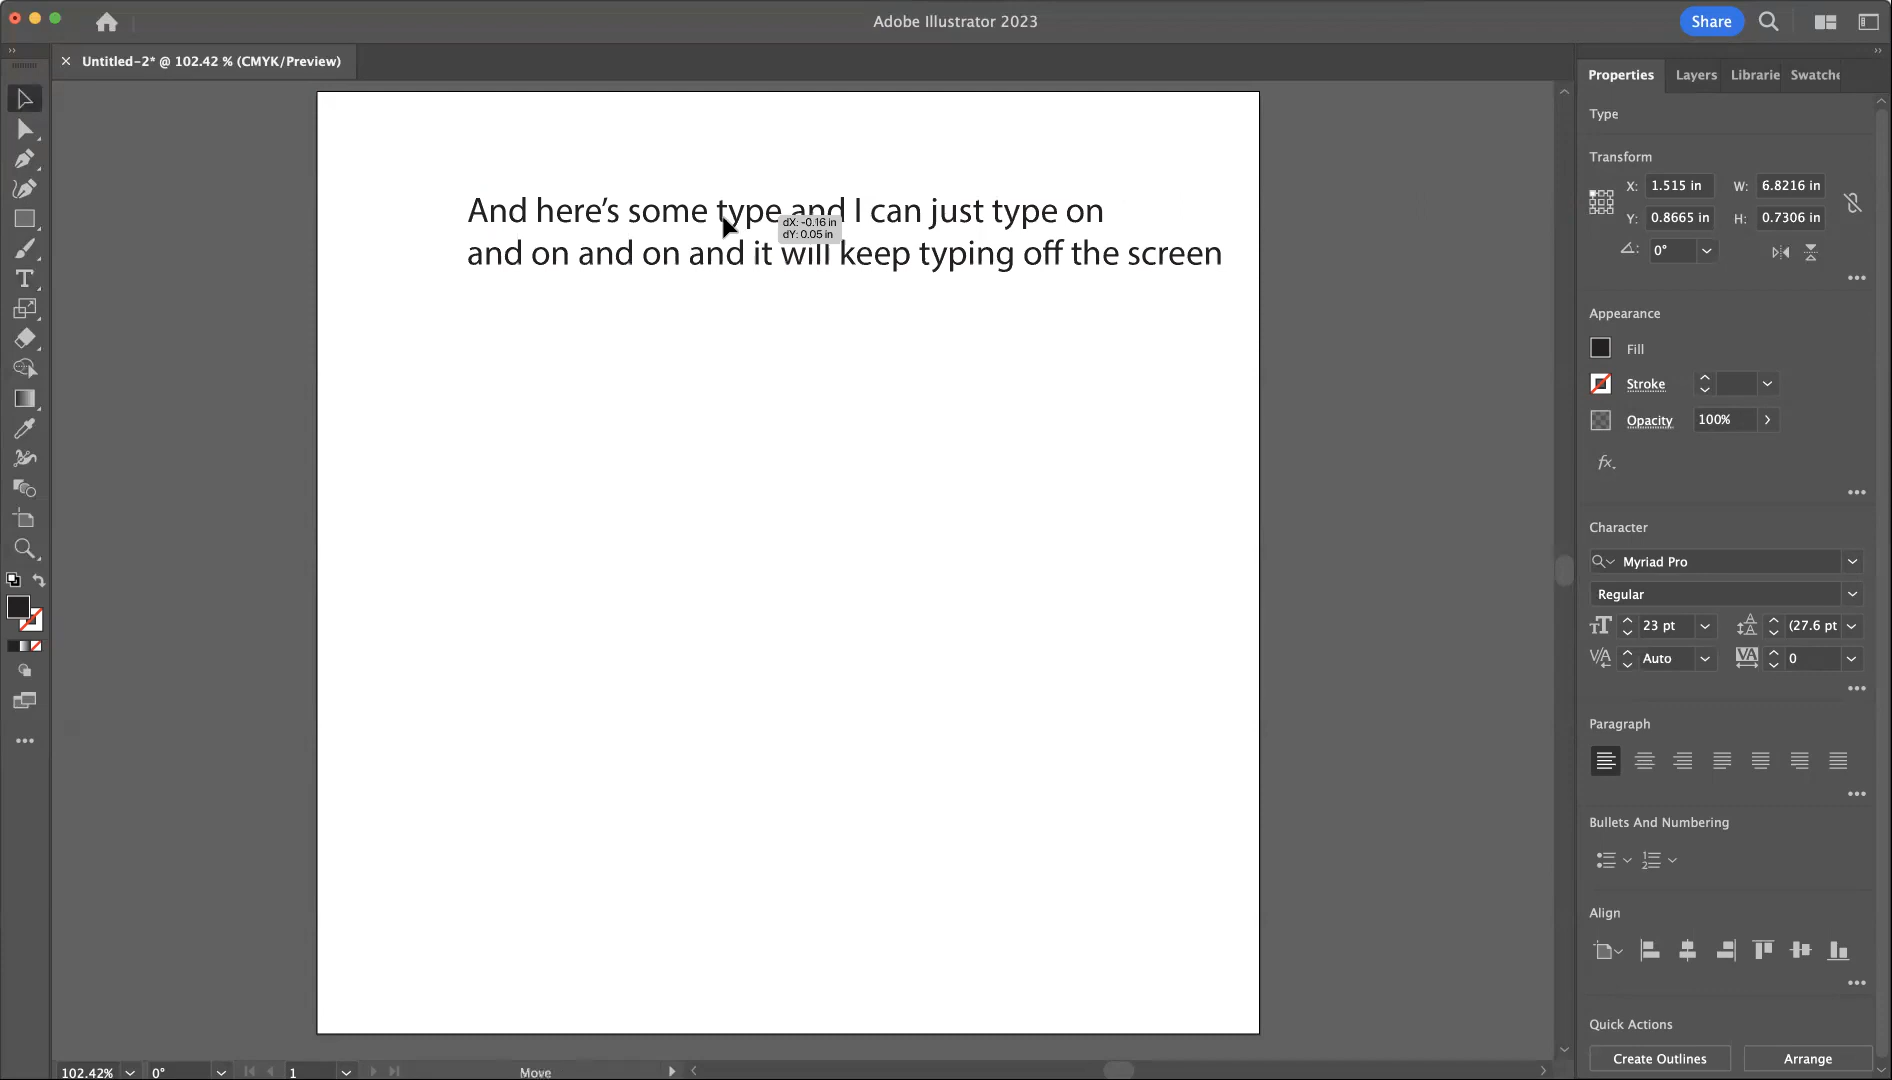 Adobe Illustrator 2023
Share
Untitled-2* @ 102.42 % (CMYK/Preview)
Properties Layers Librarie Swatche
Type
Transform
X: 1.515 in W: 6.8216 in
Y: 0.8665 in H: 0.7306 in
0°
And here’s some type and I can just type on
dX: -0.16 in
dY: 0.05 in
and on and on and it will keep typing off the screen
Appearance
Fill
Stroke
Opacity 100%
fx.
Character
Myriad Pro
Regular
23 pt (27.6 pt
Auto 0
Paragraph
Bullets And Numbering
Align
Quick Actions
Create Outlines Arrange
102.42% 0° 1 Move